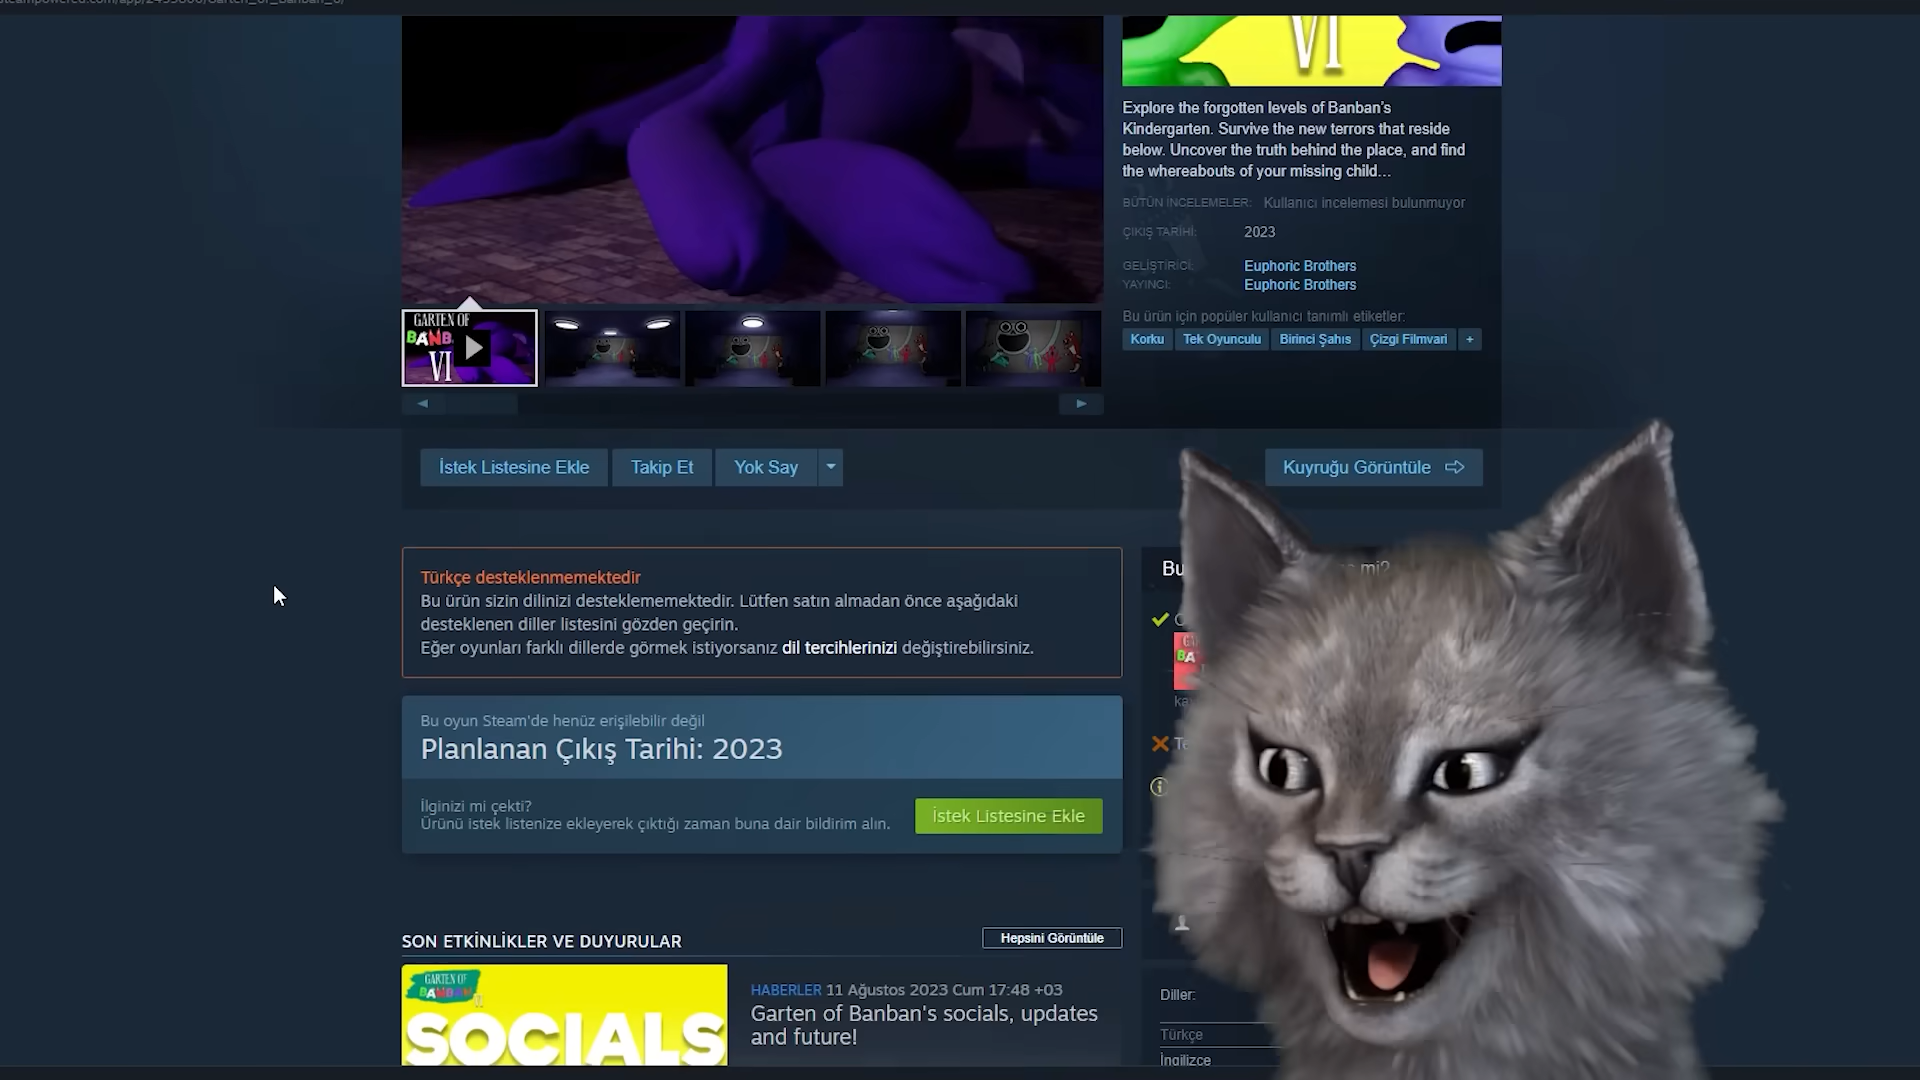 VI
Explore the forgotten levels of Banban's
Kindergarten. Survive the new terrors that reside
below. Uncover the truth behind the place, and find
the whereabouts of your missing child...
BÜTÜN İNCELEMELER: Kullanıcı incelemesi bulunmuyor
ÇIKIŞ TARİHİ: 2023
GELİŞTİRİCİ: Euphoric Brothers
YAYINCI: Euphoric Brothers
Bu ürün için popüler kullanıcı tanımlı etiketler:
Korku Tek Oyunculu Birinci Şahıs Çizgi Filmvari +
GARTEN OF
BANB
VI
İstek Listesine Ekle Takip Et Yok Say Kuyruğu Görüntüle
Türkçe desteklenmemektedir
Bu ürün sizin dilinizi desteklememektedir. Lütfen satın almadan önce aşağıdaki
desteklenen diller listesini gözden geçirin.
Eğer oyunları farklı dillerde görmek istiyorsanız dil tercihlerinizi değiştirebilirsiniz.
Bu mi?
BA
Bu oyun Steam'de henüz erişilebilir değil
Planlanan Çıkış Tarihi: 2023
İlginizi mi çekti?
Ürünü istek listenize ekleyerek çıktığı zaman buna dair bildirim alın.
İstek Listesine Ekle
SON ETKİNLİKLER VE DUYURULAR Hepsini Görüntüle
GARTEN OF
BANBAN
SOCIALS
HABERLER 11 Ağustos 2023 Cum 17:48 +03
Garten of Banban's socials, updates
and future!
Diller:
Türkçe
İngilizce